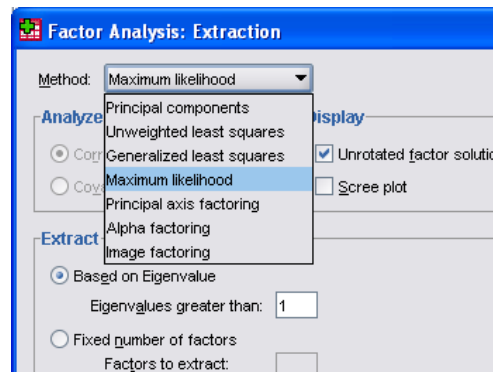 Factor Analysis: Extraction
Method: Maximum likelihood
Principal components
Unweighted least squares
Generalized least squares
Maximum likelihood
Principal axis factoring
Alpha factoring
Image factoring
Analyze
Display
Corr
Unrotated factor solutio
Cova
Scree plot
Extract
Based on Eigenvalue
Eigenvalues greater than: 1
Fixed number of factors
Factors to extract: